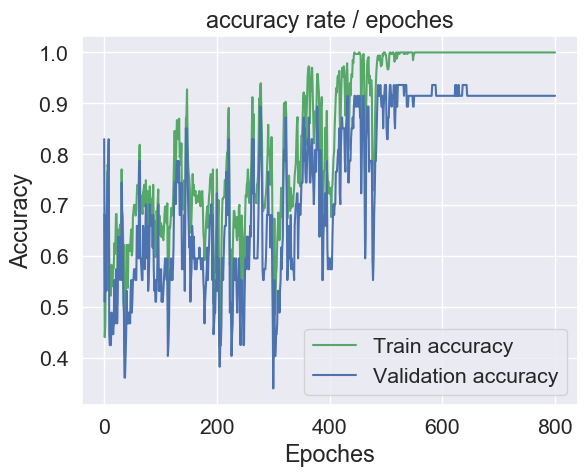 accuracy rate / epoches
1.0
0.9
0.8
0.7
0.6
0.5
0.4
Accuracy
Train accuracy
Validation accuracy
0
200
400
600
800
Epoches